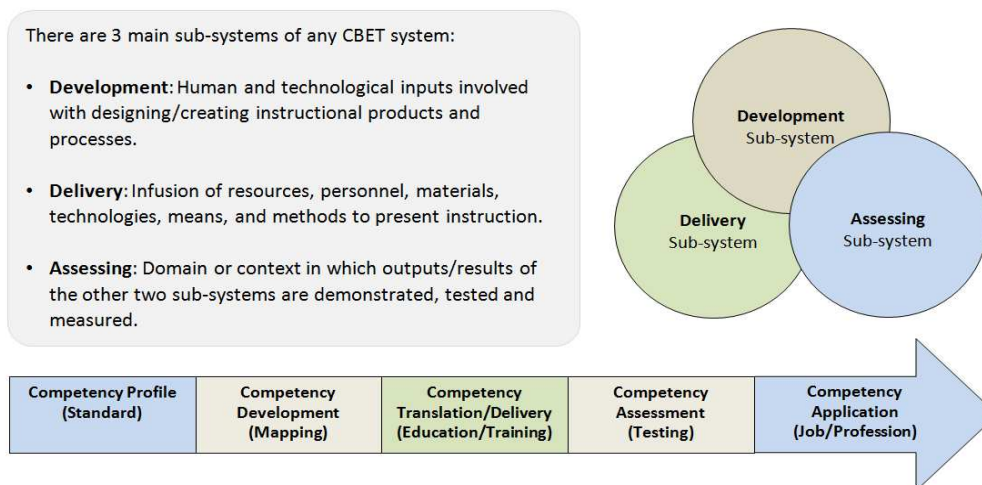 There are 3 main sub-systems of any CBET system:
• Development: Human and technological inputs involved
with designing/creating instructional products and
processes.
• Delivery: Infusion of resources, personnel, materials,
technologies, means, and methods to present instruction.
• Assessing: Domain or context in which outputs/results of
the other two sub-systems are demonstrated, tested and
measured.
Development
Sub-system
Delivery
Sub-system
Assessing
Sub-system
Competency Profile
(Standard)
Competency
Development
(Mapping)
Competency
Translation/Delivery
(Education/Training)
Competency
Assessment
(Testing)
Competency
Application
(Job/Profession)